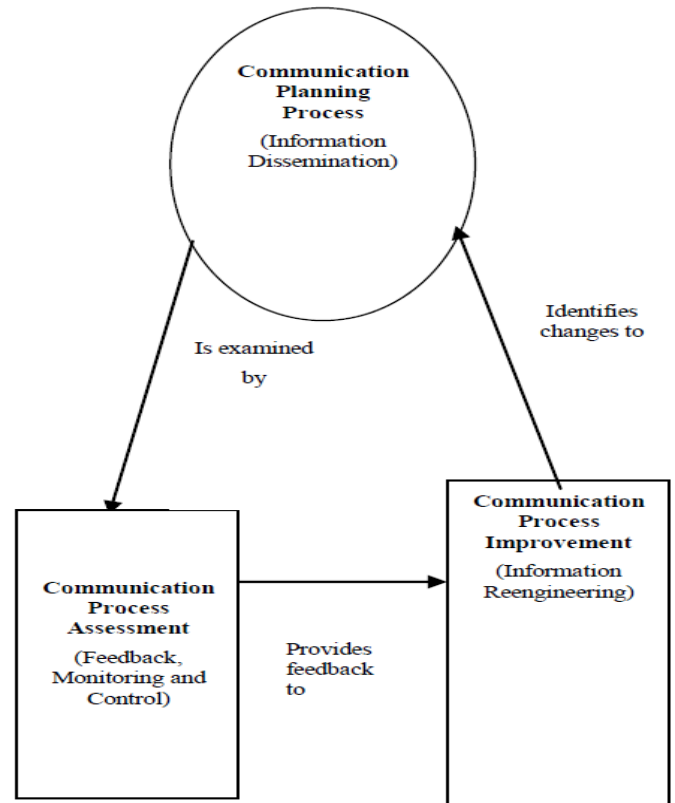 Communication
Planning
Process
(Information
Dissemination)
Identifies
changes to
Is examined
by
Communication
Process
Improvement
(Information
Reengineering)
Communication
Process
Assessment
(Feedback,
Monitoring and
Control)
Provides
feedback
to